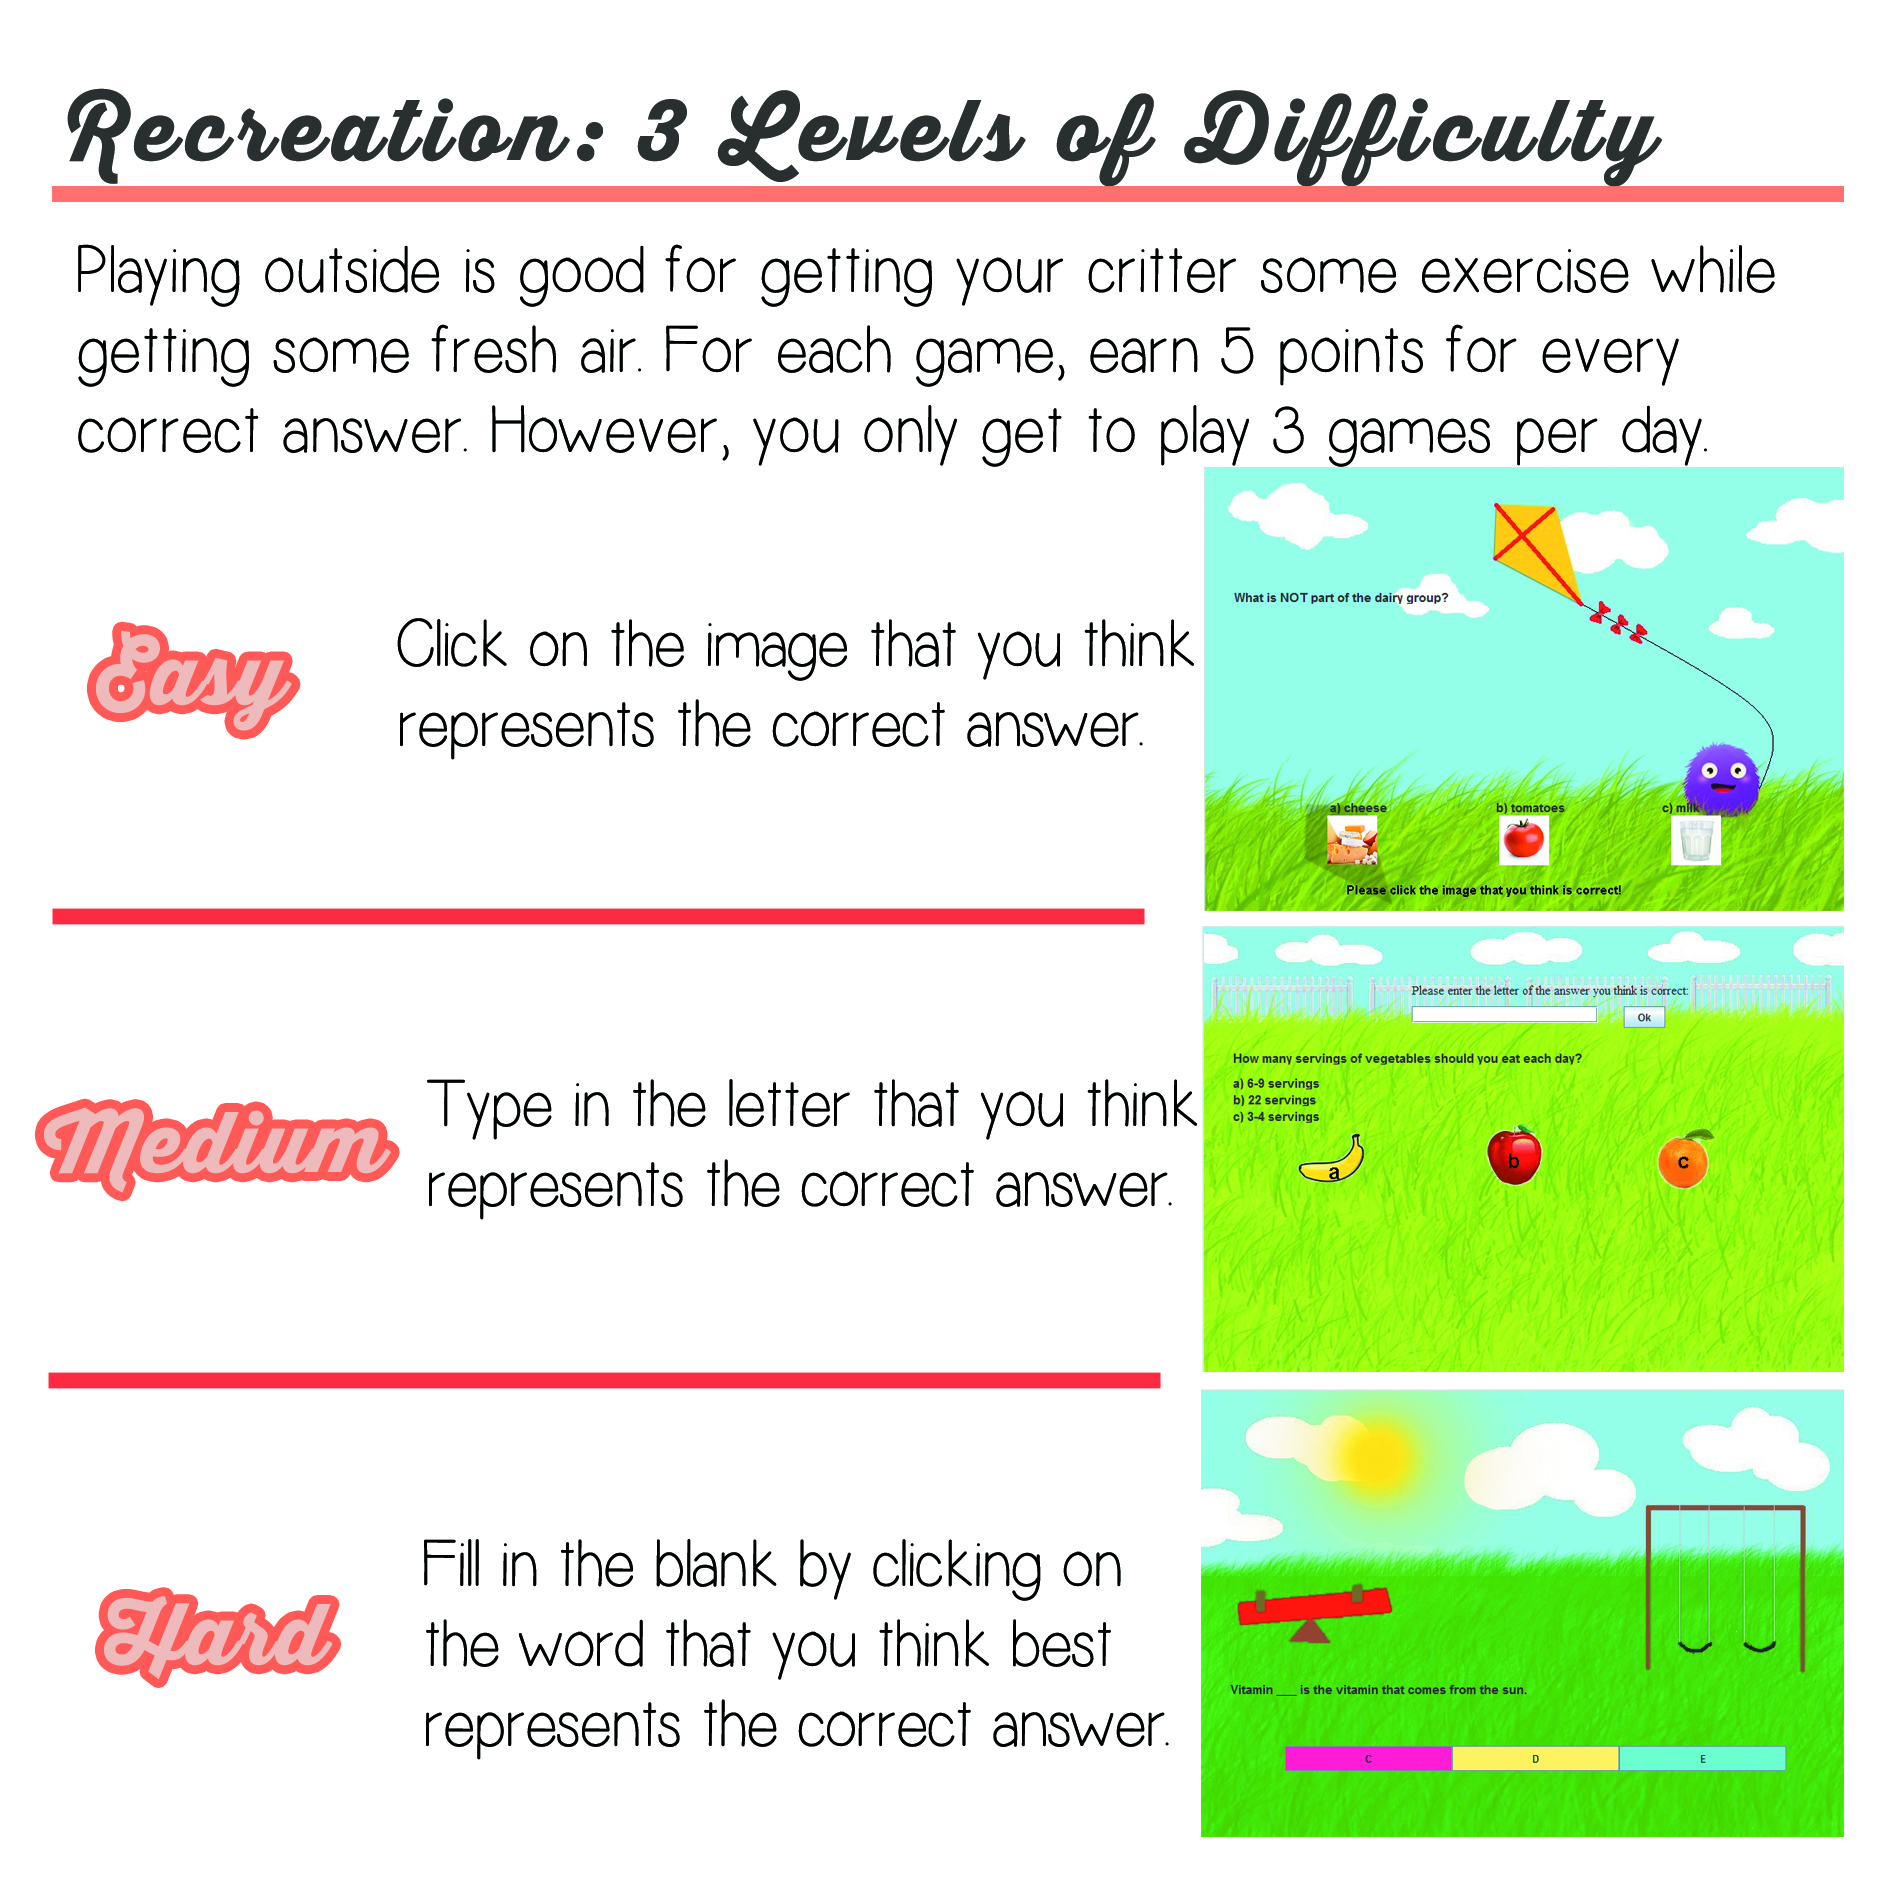 Recreation: 3 Levels of Difficulty
Playing outside is good for getting your critter some exercise while
getting some fresh air. For each game, earn 5 points for every
correct answer. However, you only get to play 3 games per day.
Easy
Click on the image that you think
represents the correct answer.
What is NOT part of the dairy group?
a) cheese
b) tomatoes
c) milk
Please click the image that you think is correct!
Medium
Type in the letter that you think
represents the correct answer.
Please enter the letter of the answer you think is correct:
Ok
How many servings of vegetables should you eat each day?
a) 6-9 servings
b) 22 servings
c) 3-4 servings
a
b
c
Hard
Fill in the blank by clicking on
the word that you think best
represents the correct answer.
Vitamin ___ is the vitamin that comes from the sun.
C
D
E